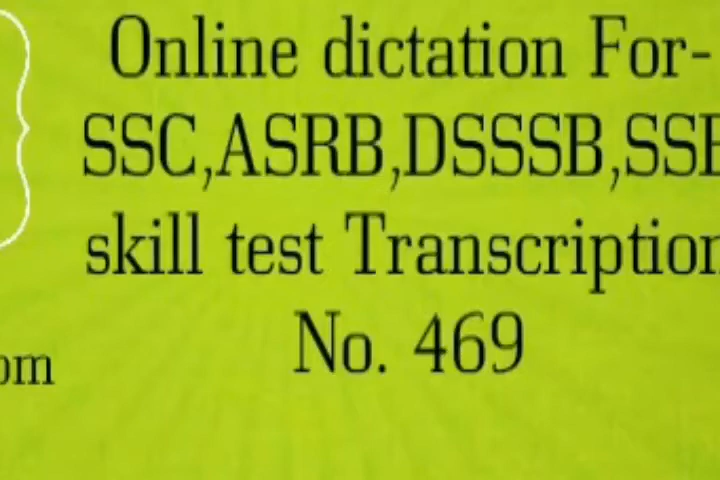 Online dictation For-
SSC,ASRB,DSSSB,SSB
skill test Transcription
No. 469
om